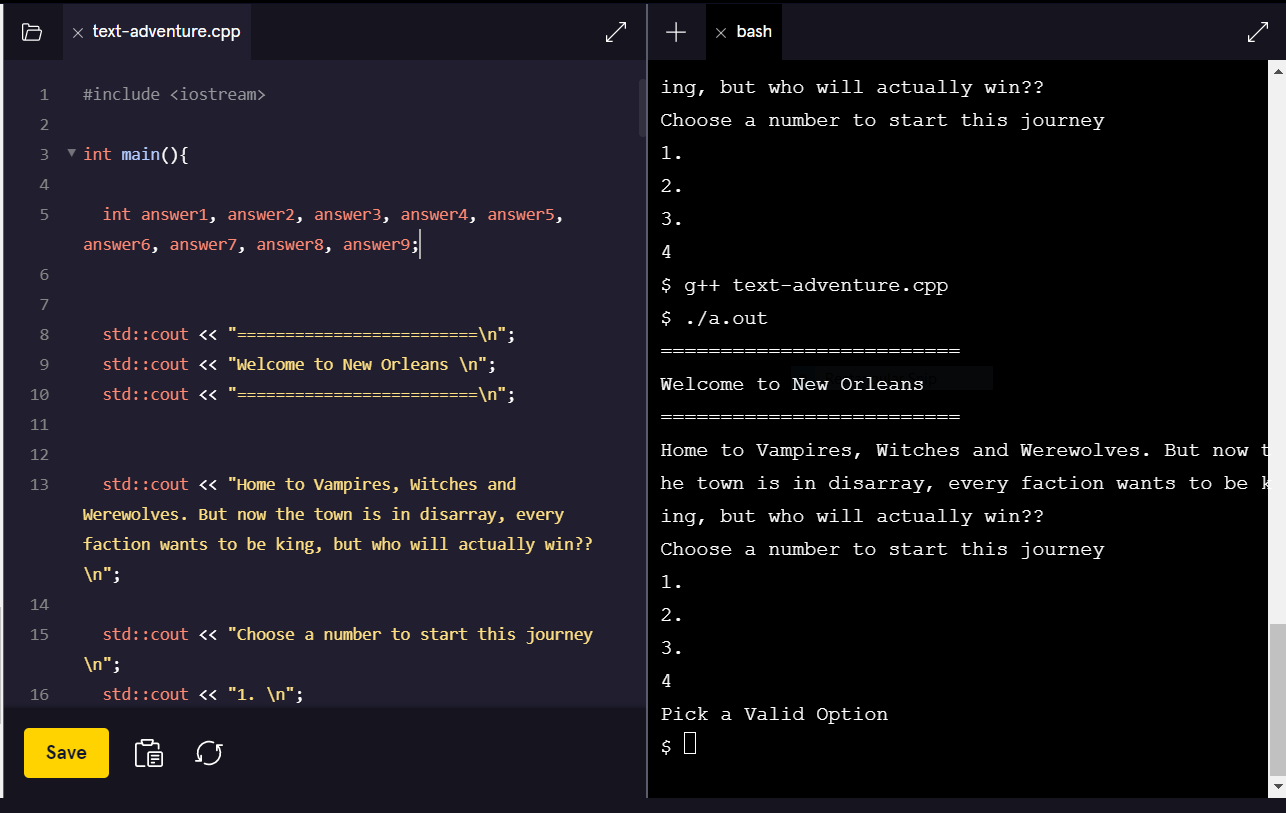 text-adventure.cpp
1 #include <iostream>
2
3 int main(){
4
5 int answer1, answer2, answer3, answer4, answer5,
answer6, answer7, answer8, answer9;
6
7
8 std::cout << "=========================\n";
9 std::cout << "Welcome to New Orleans \n";
10 std::cout << "=========================\n";
11
12
13 std::cout << "Home to Vampires, Witches and
Werewolves. But now the town is in disarray, every
faction wants to be king, but who will actually win??
\n";
14
15 std::cout << "Choose a number to start this journey
\n";
16 std::cout << "1. \n";
Save
bash
ing, but who will actually win??
Choose a number to start this journey
1.
2.
3.
4
$ g++ text-adventure.cpp
$ ./a.out
=========================
Welcome to New Orleans
=========================
Home to Vampires, Witches and Werewolves. But now t
he town is in disarray, every faction wants to be k
ing, but who will actually win??
Choose a number to start this journey
1.
2.
3.
4
Pick a Valid Option
$